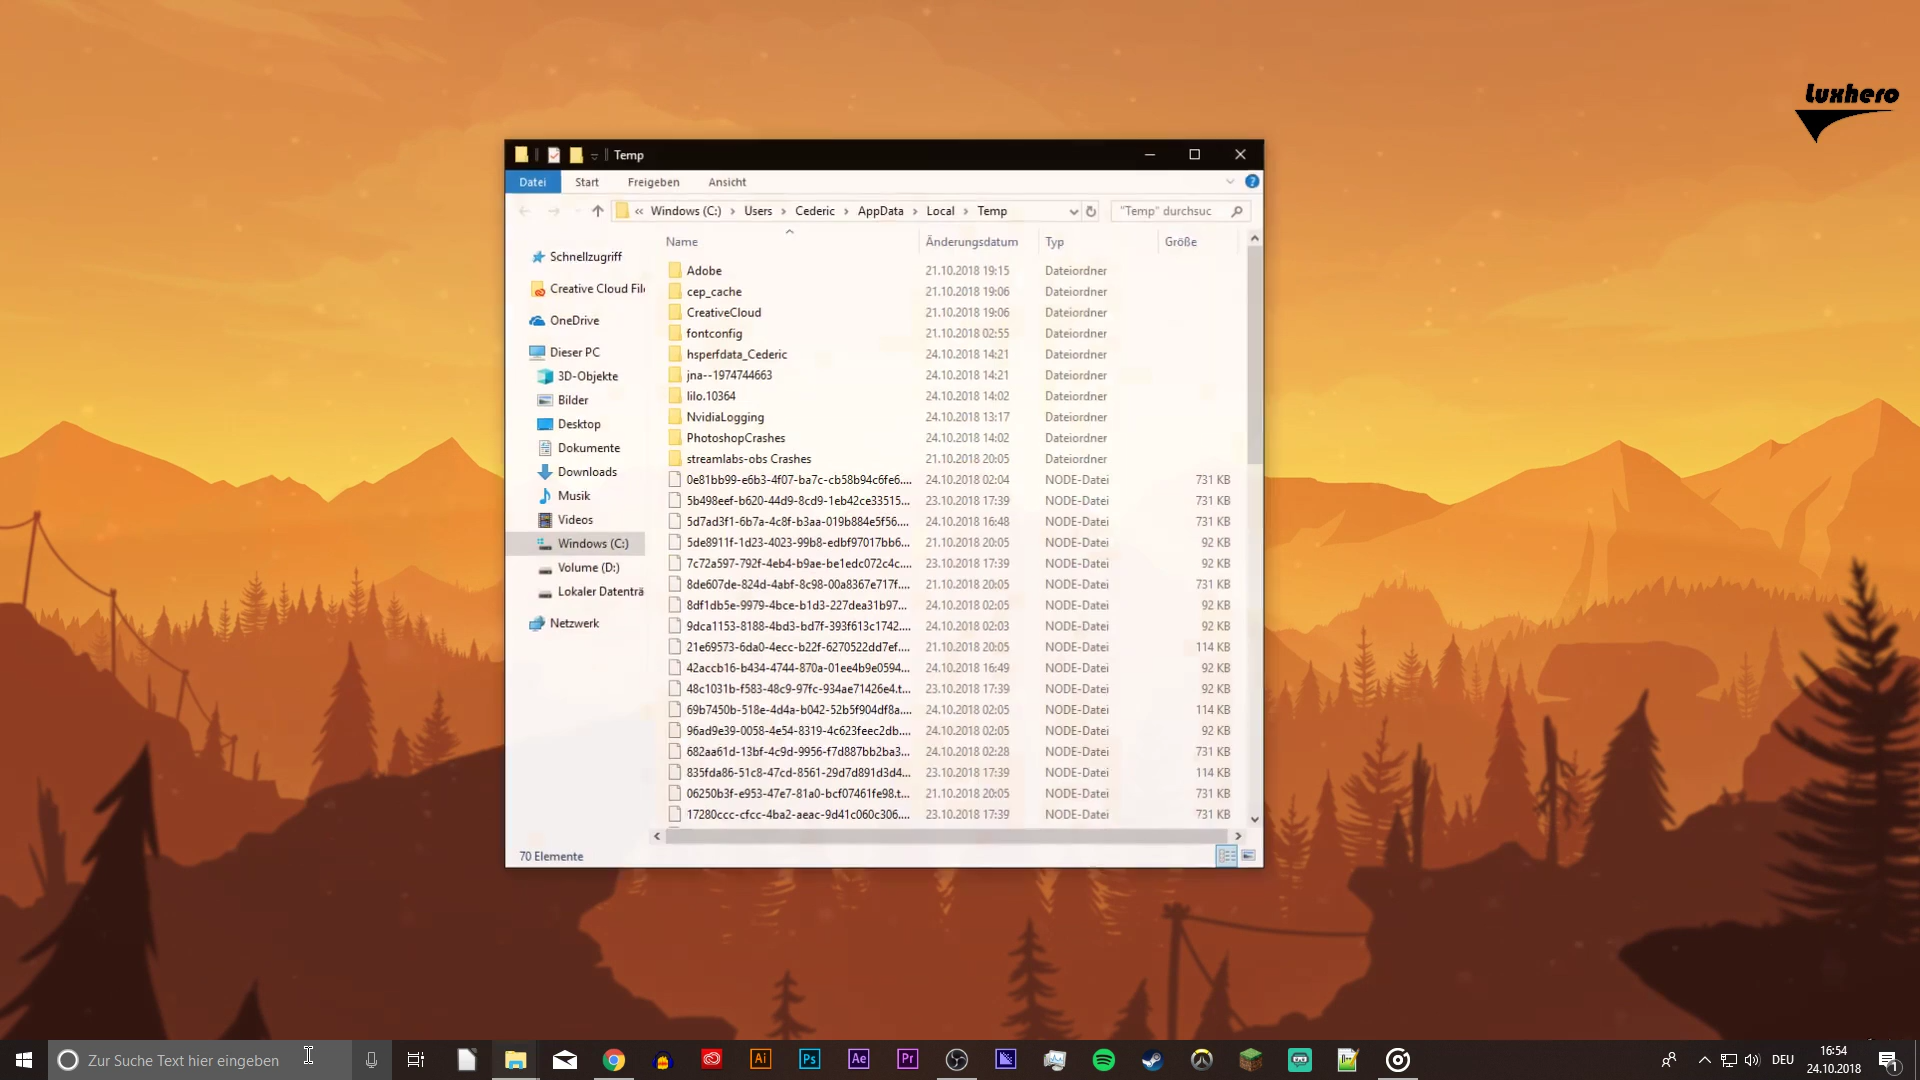 luxhero
Temp
Datei Start Freigeben Ansicht
« Windows (C:) > Users > Cederic > AppData > Local > Temp
"Temp" durchsuc
Name Änderungsdatum Typ Größe
Schnellzugriff
Creative Cloud File
OneDrive
Dieser PC
3D-Objekte
Bilder
Desktop
Dokumente
Downloads
Musik
Videos
Windows (C:)
Volume (D:)
Lokaler Datenträ
Netzwerk
Adobe 21.10.2018 19:15 Dateiordner
cep_cache 21.10.2018 19:06 Dateiordner
CreativeCloud 21.10.2018 19:06 Dateiordner
fontconfig 21.10.2018 02:55 Dateiordner
hsperfdata_Cederic 24.10.2018 14:21 Dateiordner
jna--1974744663 24.10.2018 14:21 Dateiordner
lilo.10364 24.10.2018 14:02 Dateiordner
NvidiaLogging 24.10.2018 13:17 Dateiordner
PhotoshopCrashes 24.10.2018 14:02 Dateiordner
streamlabs-obs Crashes 21.10.2018 20:05 Dateiordner
0e81bb99-e6b3-4f07-ba7c-cb58b94c6fe6.... 24.10.2018 02:04 NODE-Datei 731 KB
5b498eef-b620-44d9-8cd9-1eb42ce33515... 23.10.2018 17:39 NODE-Datei 731 KB
5d7ad3f1-6b7a-4c8f-b3aa-019b884e5f56.... 24.10.2018 16:48 NODE-Datei 731 KB
5de8911f-1d23-4023-99b8-edbf97017bb6... 21.10.2018 20:05 NODE-Datei 92 KB
7c72a597-792f-4eb4-b9ae-be1edc072c4c.... 23.10.2018 17:39 NODE-Datei 92 KB
8de607de-824d-4abf-8c98-00a8367e717f.... 21.10.2018 20:05 NODE-Datei 731 KB
8df1db5e-9979-4bce-b1d3-227dea31b97... 24.10.2018 02:05 NODE-Datei 92 KB
9dca1153-8188-4bd3-bd7f-393f613c1742.... 24.10.2018 02:03 NODE-Datei 92 KB
21e69573-6da0-4ecc-b22f-6270522dd7ef.... 21.10.2018 20:05 NODE-Datei 114 KB
42accb16-b434-4744-870a-01ee4b9e0594... 24.10.2018 16:49 NODE-Datei 92 KB
48c1031b-f583-48c9-97fc-934ae71426e4.t... 23.10.2018 17:39 NODE-Datei 92 KB
69b7450b-518e-4d4a-b042-52b5f904df8a.... 24.10.2018 02:05 NODE-Datei 114 KB
96ad9e39-0058-4e54-8319-4c623feec2db.... 24.10.2018 02:05 NODE-Datei 92 KB
682aa61d-13bf-4c9d-9956-f7d887bb2ba3... 24.10.2018 02:28 NODE-Datei 731 KB
835fda86-51c8-47cd-8561-29d7d891d3d4... 23.10.2018 17:39 NODE-Datei 114 KB
06250b3f-e953-47e7-81a0-bcf07461fe98.t... 21.10.2018 20:05 NODE-Datei 731 KB
17280ccc-cfcc-4ba2-aeac-9d41c060c306.... 23.10.2018 17:39 NODE-Datei 731 KB
70 Elemente
Zur Suche Text hier eingeben
Ai Ps Ae Pr
DEU
16:54
24.10.2018
1